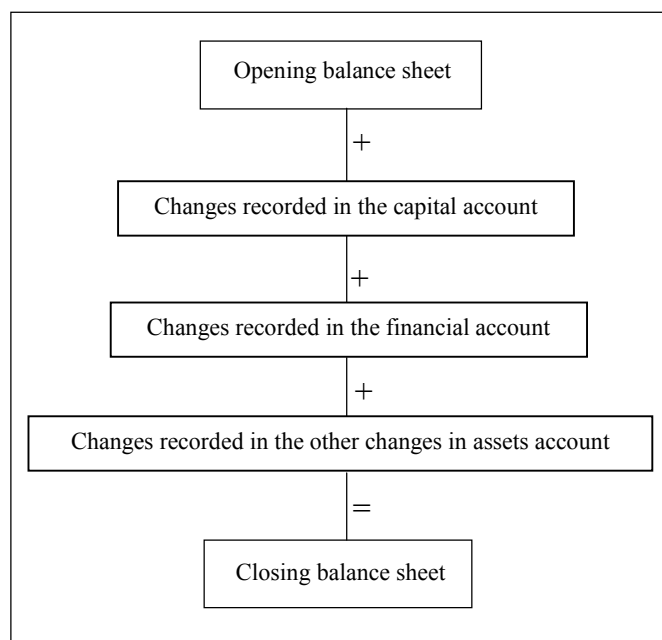 Opening balance sheet
+
Changes recorded in the capital account
+
Changes recorded in the financial account
+
Changes recorded in the other changes in assets account
=
Closing balance sheet